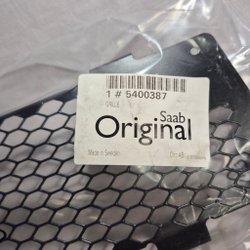 1 # 5400387
GRILLE
Saab
Original
Made in Sweden